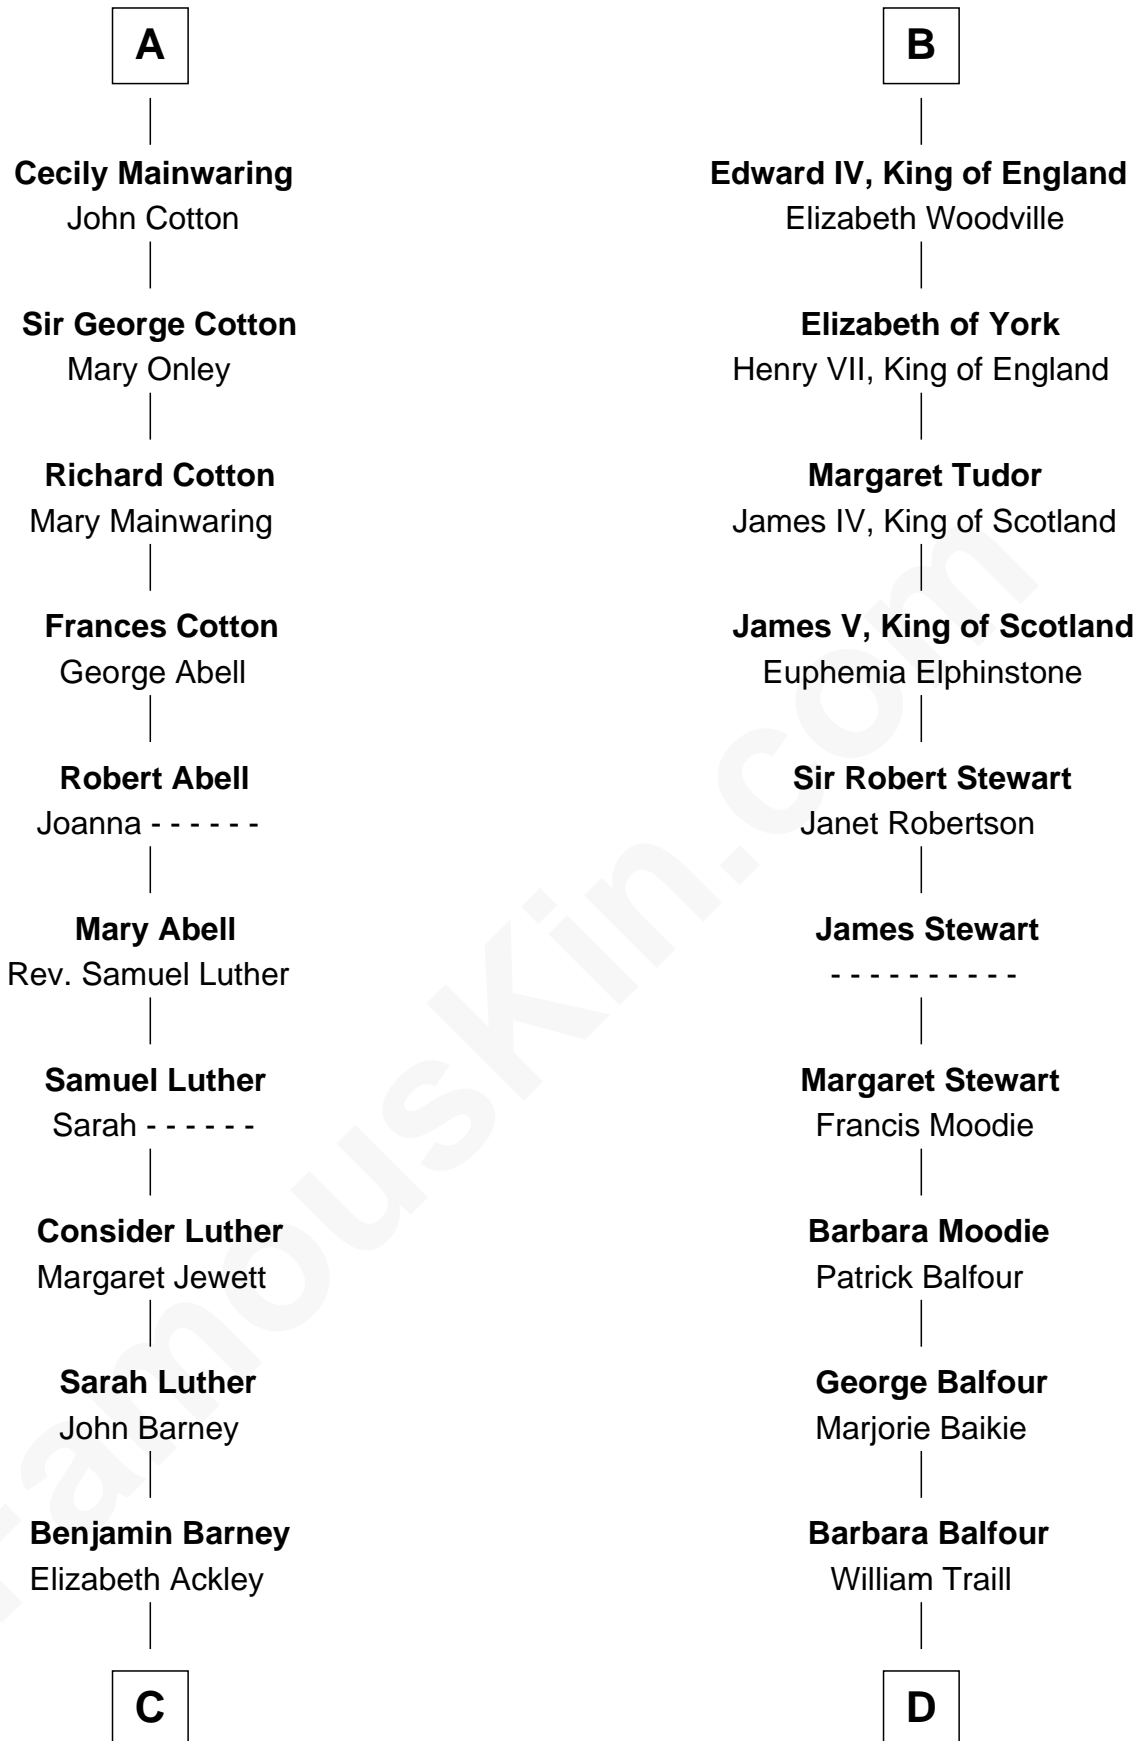 A
Cecily Mainwaring
John Cotton
Sir George Cotton
Mary Onley
Richard Cotton
Mary Mainwaring
Frances Cotton
George Abell
Robert Abell
Joanna - - - - - -
Mary Abell
Rev. Samuel Luther
Samuel Luther
Sarah - - - - - -
Consider Luther
Margaret Jewett
Sarah Luther
John Barney
Benjamin Barney
Elizabeth Ackley
C
B
Edward IV, King of England
Elizabeth Woodville
Elizabeth of York
Henry VII, King of England
Margaret Tudor
James IV, King of Scotland
James V, King of Scotland
Euphemia Elphinstone
Sir Robert Stewart
Janet Robertson
James Stewart
- - - - - - - - - -
Margaret Stewart
Francis Moodie
Barbara Moodie
Patrick Balfour
George Balfour
Marjorie Baikie
Barbara Balfour
William Traill
D
FamousKin.com